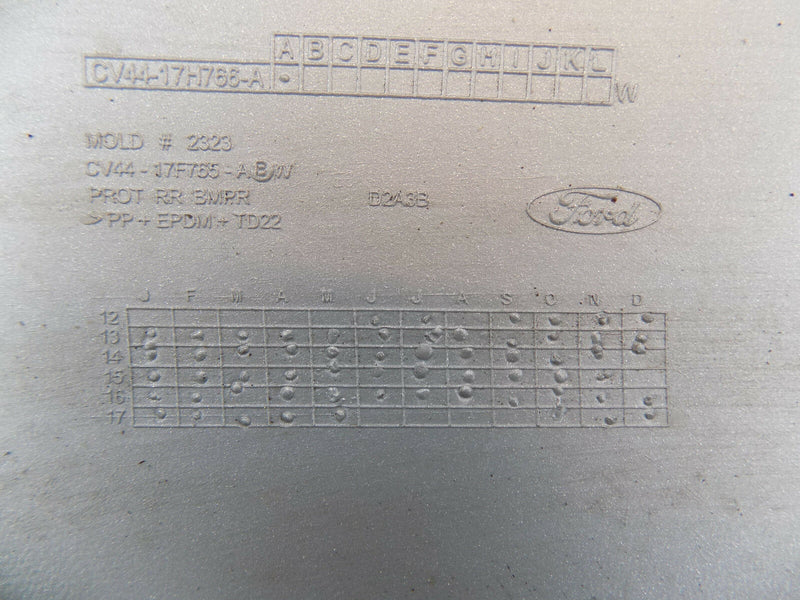 A B C D E F G H I J K L
CV44-17H766-A W
MOLD # 2323
CV44-17F765-ABW
PROT RR BMPR D2A3B
>PP+EPDM+TD22
Ford
J F M A M J J A S O N D
12
13
14
15
16
17